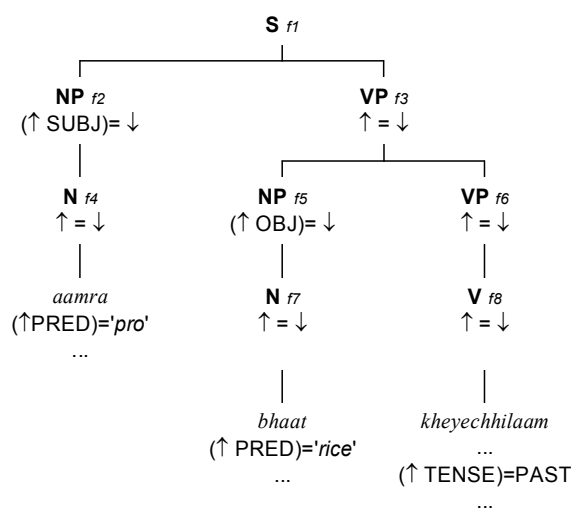 S f1
NP f2 VP f3
(↑ SUBJ)= ↓ ↑ = ↓
N f4 NP f5 VP f6
↑ = ↓ (↑ OBJ)= ↓ ↑ = ↓
aamra N f7 V f8
(↑PRED)='pro' ↑ = ↓ ↑ = ↓
...
bhaat kheyechhilaam
(↑ PRED)='rice' ...
... (↑ TENSE)=PAST
...